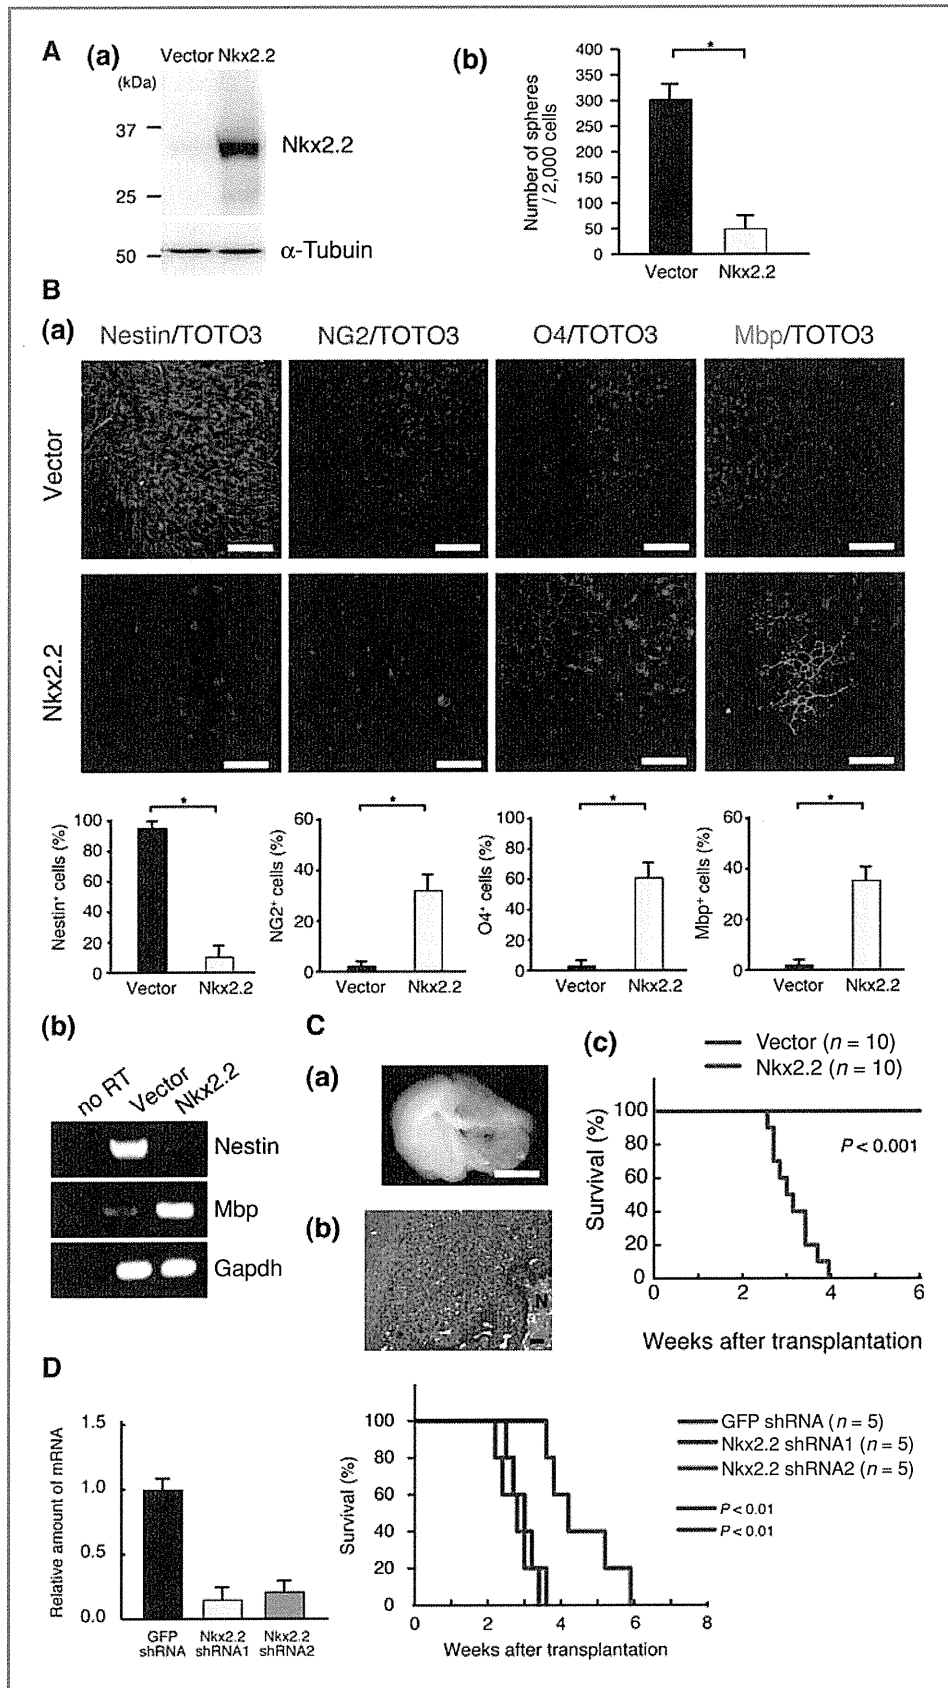 A
(a)
Vector Nkx2.2
(kDa)
37
25
50
Nkx2.2
α-Tubuin
(b)
Number of spheres
/ 2,000 cells
400
350
300
250
200
150
100
50
0
*
Vector
Nkx2.2
B
(a)
Nestin/TOTO3
NG2/TOTO3
O4/TOTO3
Mbp/TOTO3
Vector
Nkx2.2
Nestin⁺ cells (%)
100
80
60
40
20
0
*
Vector
Nkx2.2
NG2⁺ cells (%)
60
40
20
0
*
Vector
Nkx2.2
O4⁺ cells (%)
100
80
60
40
20
0
*
Vector
Nkx2.2
Mbp⁺ cells (%)
60
40
20
0
*
Vector
Nkx2.2
(b)
no RT
Vector
Nkx2.2
Nestin
Mbp
Gapdh
C
(a)
(b)
N
(c)
Vector (n = 10)
Nkx2.2 (n = 10)
Survival (%)
100
80
60
40
20
0
P < 0.001
0
2
4
6
Weeks after transplantation
D
Relative amount of mRNA
1.5
1.0
0.5
0.0
GFP
shRNA
Nkx2.2
shRNA1
Nkx2.2
shRNA2
Survival (%)
100
80
60
40
20
0
0
2
4
6
8
Weeks after transplantation
GFP shRNA (n = 5)
Nkx2.2 shRNA1 (n = 5)
Nkx2.2 shRNA2 (n = 5)
P < 0.01
P < 0.01